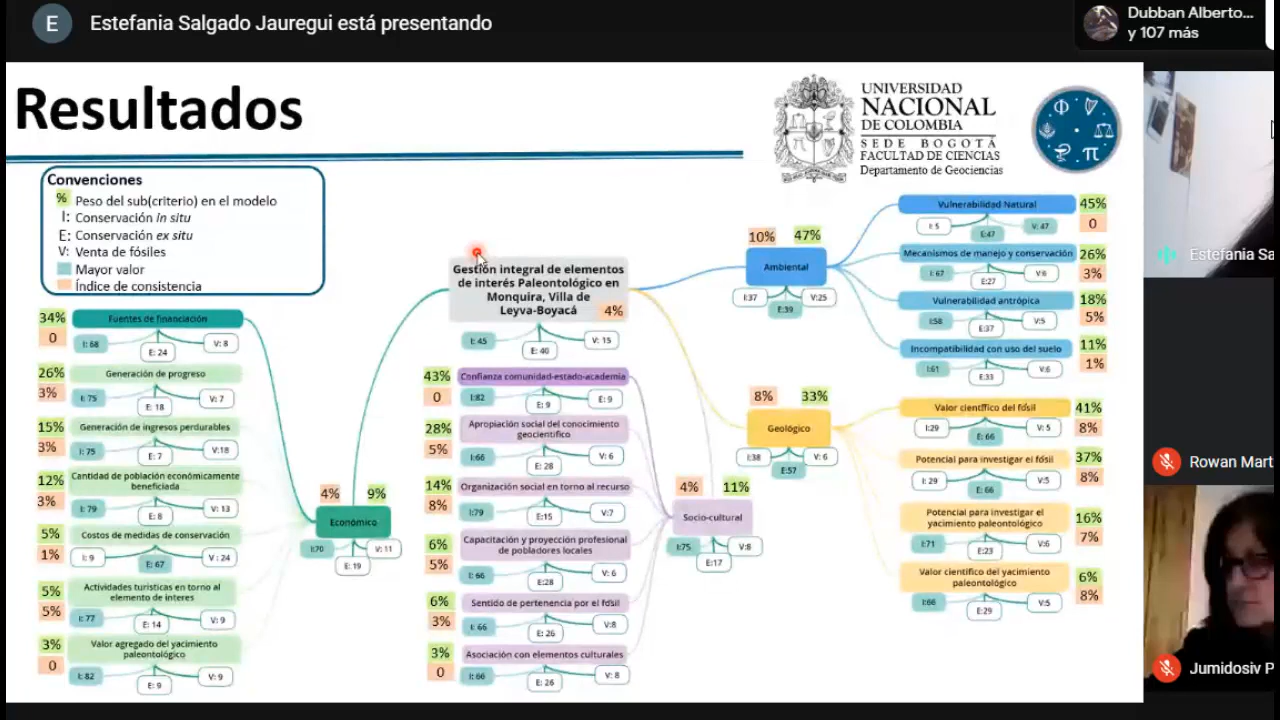 E
Estefania Salgado Jauregui está presentando
Dubban Alberto...
y 107 más
Resultados
UNIVERSIDAD
NACIONAL
DE COLOMBIA
SEDE BOGOTÁ
FACULTAD DE CIENCIAS
Departamento de Geociencias
Convenciones
% Peso del sub(criterio) en el modelo
I: Conservación in situ
E: Conservación ex situ
V: Venta de fósiles
Mayor valor
Índice de consistencia
Gestión integral de elementos
de interés Paleontológico en
Monquira, Villa de
Leyva-Boyacá
4%
I: 45
E: 40
V: 15
34%
0
Fuentes de financiación
I: 68
E: 24
V: 8
26%
3%
Generación de progreso
I: 75
E: 18
V: 7
15%
3%
Generación de ingresos perdurables
I: 75
E: 7
V:18
12%
3%
Cantidad de población económicamente
beneficiada
I: 79
E: 8
V: 13
5%
1%
Costos de medidas de conservación
I: 9
E: 67
V : 24
5%
5%
Actividades turisticas en torno al
elemento de interes
I: 77
E: 14
V: 9
3%
0
Valor agregado del yacimiento
paleontológico
I: 82
E: 9
V: 9
4%
9%
Económico
I:70
E: 19
V: 11
43%
0
Confianza comunidad-estado-academia
I:82
E: 9
E: 9
28%
5%
Apropiación social del conocimiento
geocientífico
I:66
E: 28
V: 6
14%
8%
Organización social en torno al recurso
I:79
E:15
V:7
6%
5%
Capacitación y proyección profesional
de pobladores locales
I: 66
E:28
V: 6
6%
3%
Sentido de pertenencia por el fósil
I: 66
E: 26
V:8
3%
0
Asociación con elementos culturales
I: 66
E: 26
V: 8
4%
11%
Socio-cultural
I:75
E:17
V:8
10%
47%
Ambiental
I:37
E:39
V:25
Vulnerabilidad Natural
45%
0
I: 5
E:47
V: 47
Mecanismos de manejo y conservación
26%
3%
I: 67
E:27
V:6
Vulnerabilidad antrópica
18%
5%
I:58
E:37
V:5
Incompatibilidad con uso del suelo
11%
1%
I:61
E:33
V:6
8%
33%
Geológico
I:38
E:57
V: 6
Valor científico del fósil
41%
8%
I:29
E: 66
V: 5
Potencial para investigar el fósil
37%
8%
I: 29
E: 66
V:5
Potencial para investigar el
yacimiento paleontológico
16%
7%
I:71
E:23
V:6
Valor científico del yacimiento
paleontológico
6%
8%
I:66
E:29
V:5
Estefania Sa
Rowan Mart
Jumidosiv P